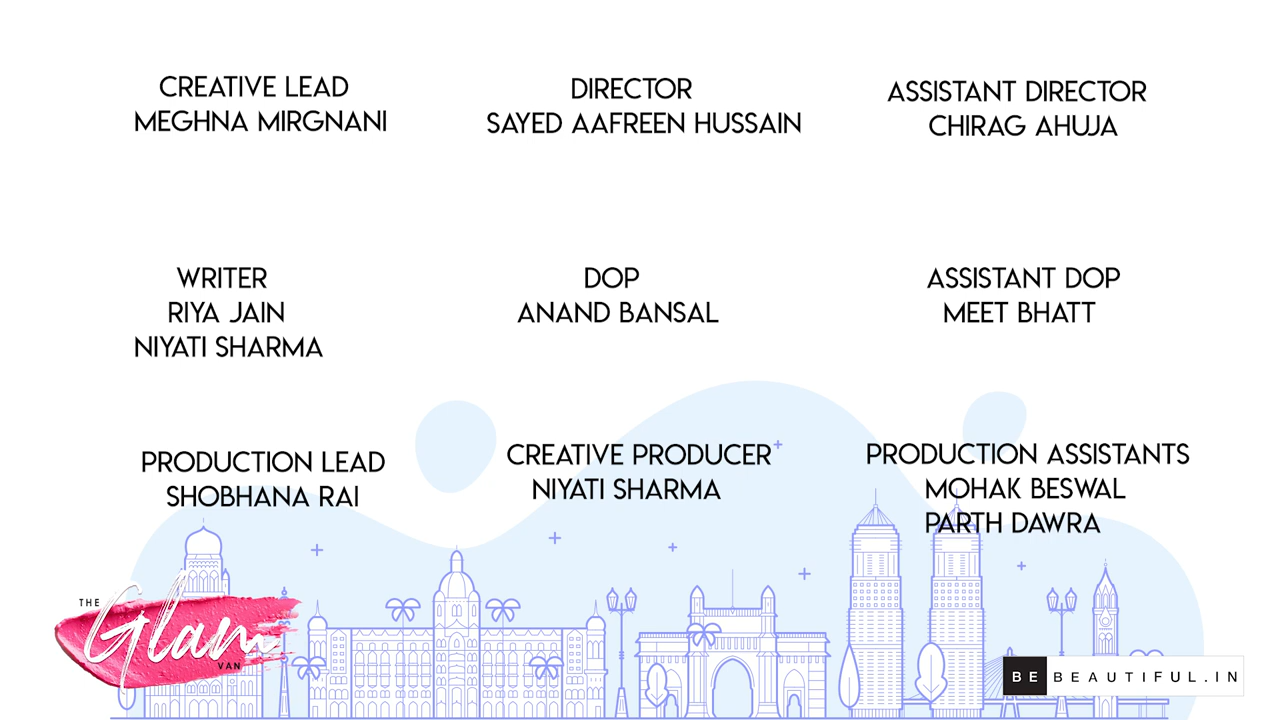 CREATIVE LEAD
MEGHNA MIRGNANI
DIRECTOR
SAYED AAFREEN HUSSAIN
ASSISTANT DIRECTOR
CHIRAG AHUJA
WRITER
RIYA JAIN
NIYATI SHARMA
DOP
ANAND BANSAL
ASSISTANT DOP
MEET BHATT
PRODUCTION LEAD
SHOBHANA RAI
CREATIVE PRODUCER
NIYATI SHARMA
PRODUCTION ASSISTANTS
MOHAK BESWAL
PARTH DAWRA
THE
Glam
VAN
BEBEAUTIFUL.IN